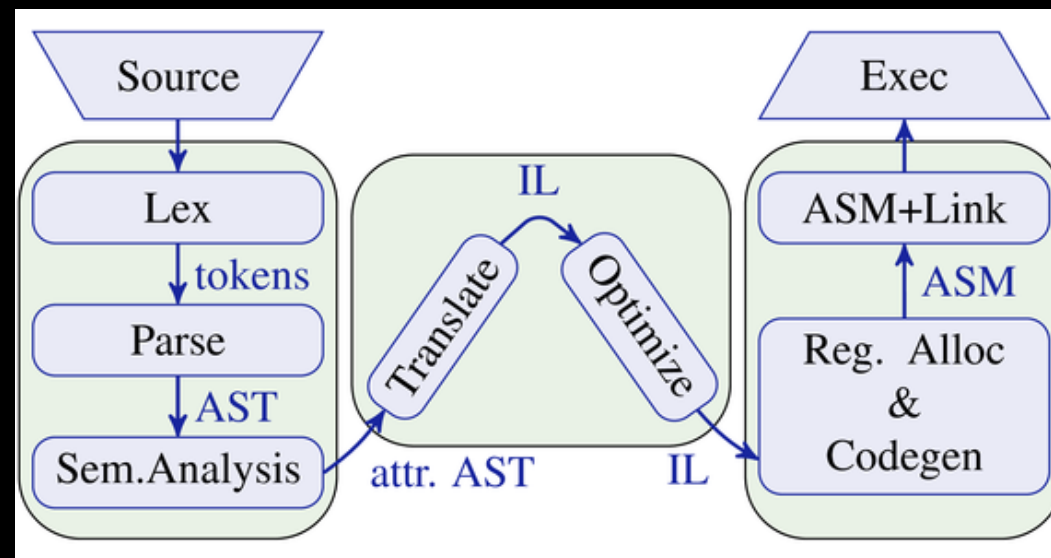 Source
Lex
tokens
Parse
AST
Sem.Analysis
attr. AST
Translate
IL
Optimize
IL
Reg. Alloc
&
Codegen
ASM
ASM+Link
Exec